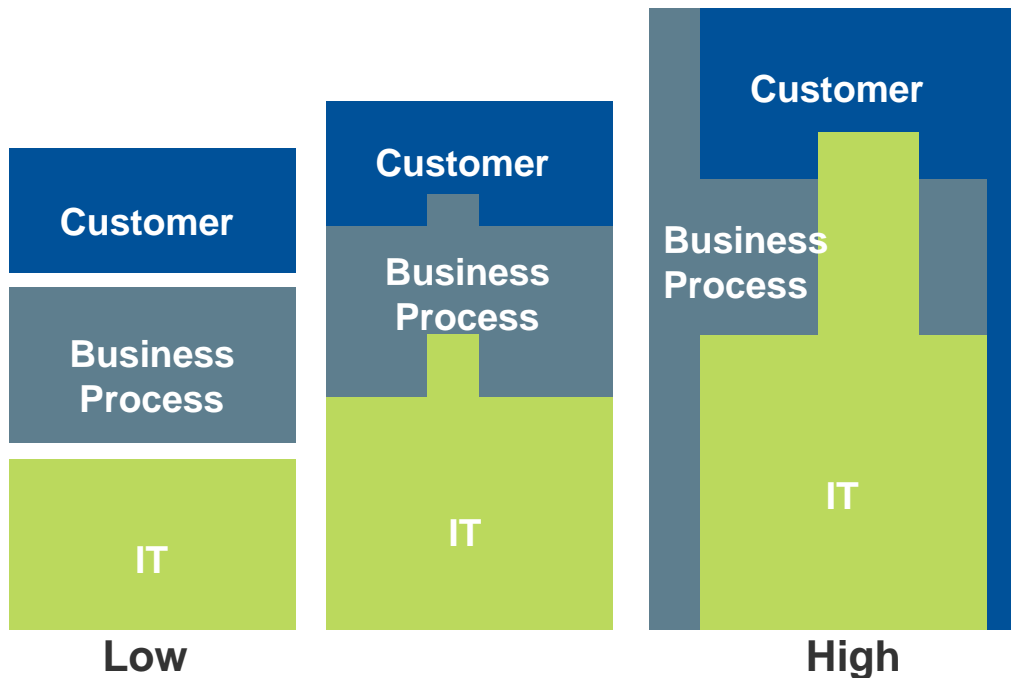 Customer
Business
Process
IT
Low
Customer
Business
Process
IT
Customer
Business
Process
IT
High